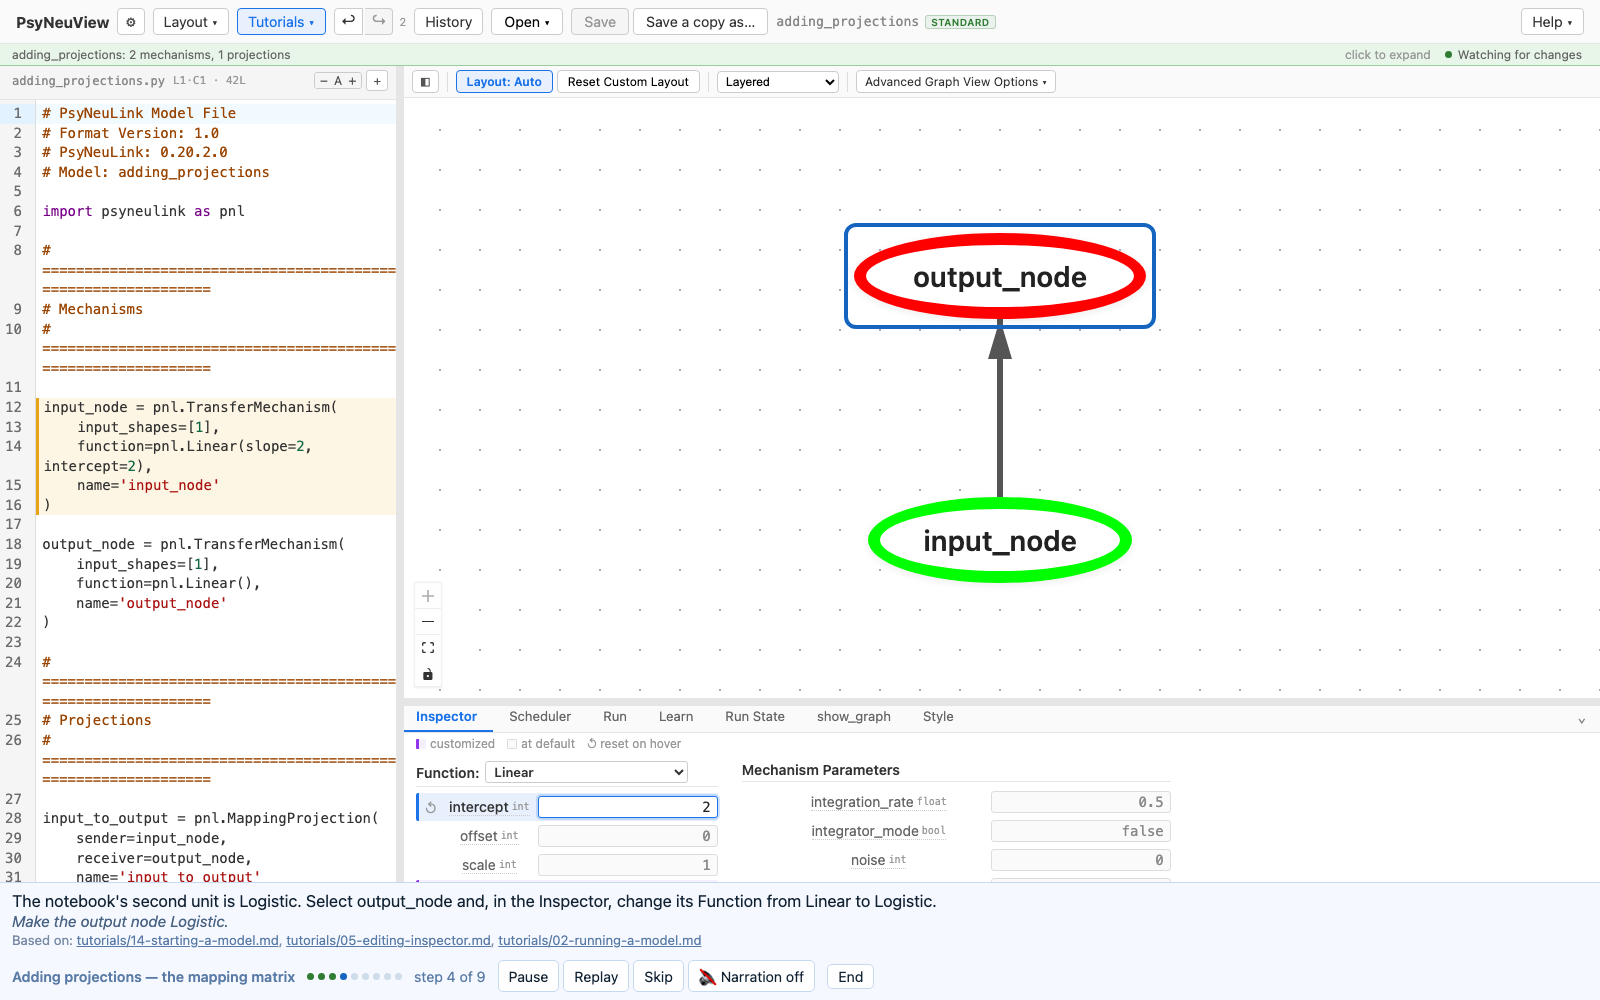 PsyNeuView
Layout ▾
Tutorials ▾
2
History
Open ▾
Save
Save a copy as...
adding_projections
STANDARD
Help ▾
adding_projections: 2 mechanisms, 1 projections
click to expand
Watching for changes
adding_projections.py L1·C1 · 42L
− A +
+
Layout: Auto
Reset Custom Layout
Layered
Advanced Graph View Options ▾
1 # PsyNeuLink Model File
2 # Format Version: 1.0
3 # PsyNeuLink: 0.20.2.0
4 # Model: adding_projections
5
6 import psyneulink as pnl
7
8 #
===========================================
====================
9 # Mechanisms
10 #
===========================================
====================
11
12 input_node = pnl.TransferMechanism(
13 input_shapes=[1],
14 function=pnl.Linear(slope=2,
intercept=2),
15 name='input_node'
16 )
17
18 output_node = pnl.TransferMechanism(
19 input_shapes=[1],
20 function=pnl.Linear(),
21 name='output_node'
22 )
23
24 #
===========================================
====================
25 # Projections
26 #
===========================================
====================
27
28 input_to_output = pnl.MappingProjection(
29 sender=input_node,
30 receiver=output_node,
31 name='input_to_output'
output_node
input_node
Inspector
Scheduler
Run
Learn
Run State
show_graph
Style
customized
at default
reset on hover
Function: Linear
intercept int 2
offset int 0
scale int 1
Mechanism Parameters
integration_rate float 0.5
integrator_mode bool false
noise int 0
The notebook's second unit is Logistic. Select output_node and, in the Inspector, change its Function from Linear to Logistic.
Make the output node Logistic.
Based on: tutorials/14-starting-a-model.md, tutorials/05-editing-inspector.md, tutorials/02-running-a-model.md
Adding projections — the mapping matrix
step 4 of 9
Pause
Replay
Skip
Narration off
End